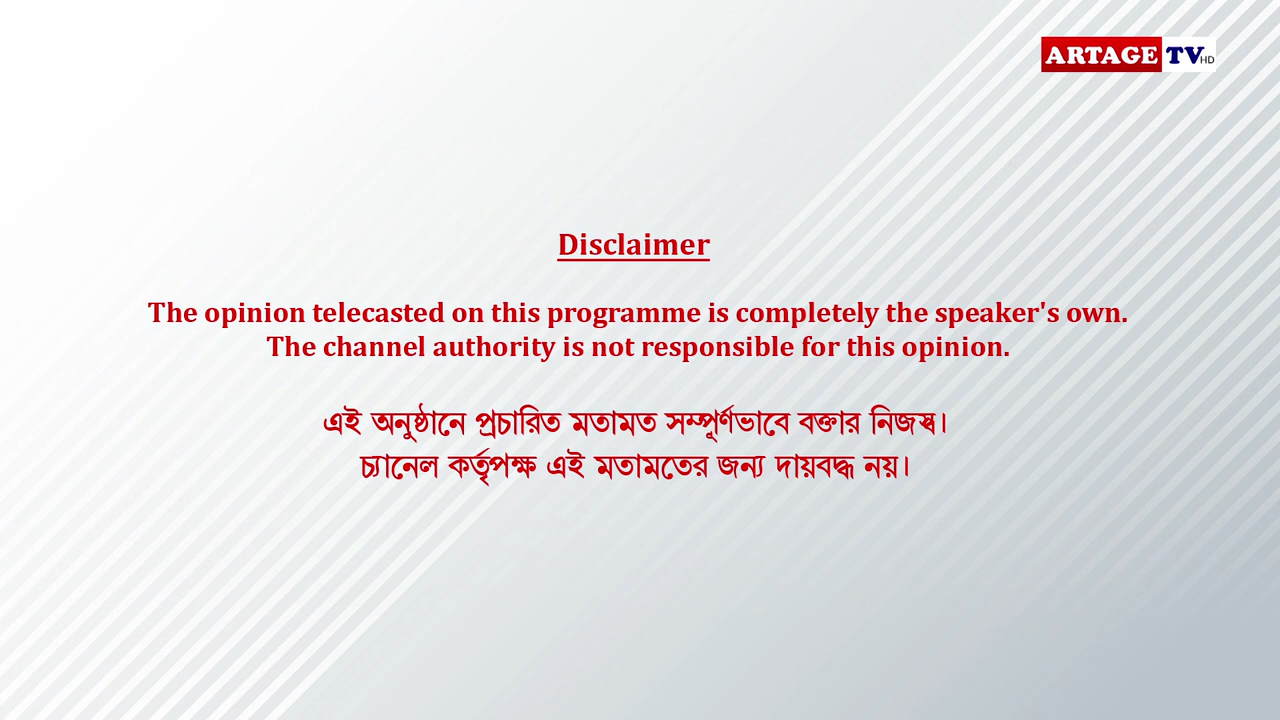 ARTAGE TV HD
Disclaimer
The opinion telecasted on this programme is completely the speaker's own.
The channel authority is not responsible for this opinion.
এই অনুষ্ঠানে প্রচারিত মতামত সম্পূর্ণভাবে বক্তার নিজস্ব।
চ্যানেল কর্তৃপক্ষ এই মতামতের জন্য দায়বদ্ধ নয়।